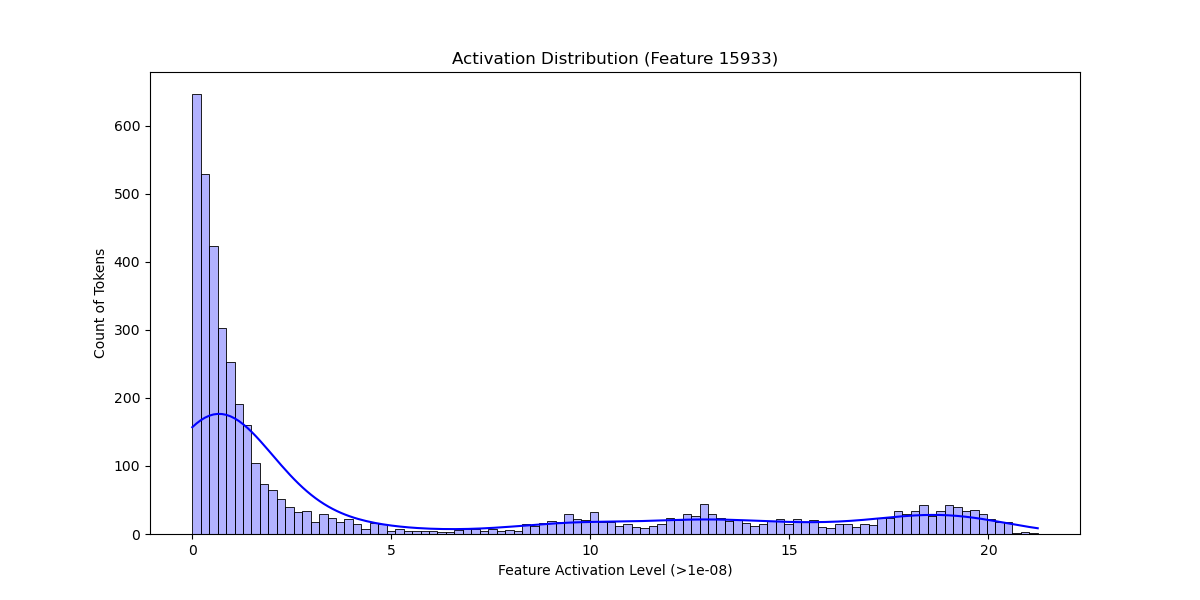 Activation Distribution (Feature 15933)
Count of Tokens
600
500
400
300
200
100
0
0 5 10 15 20
Feature Activation Level (>1e-08)